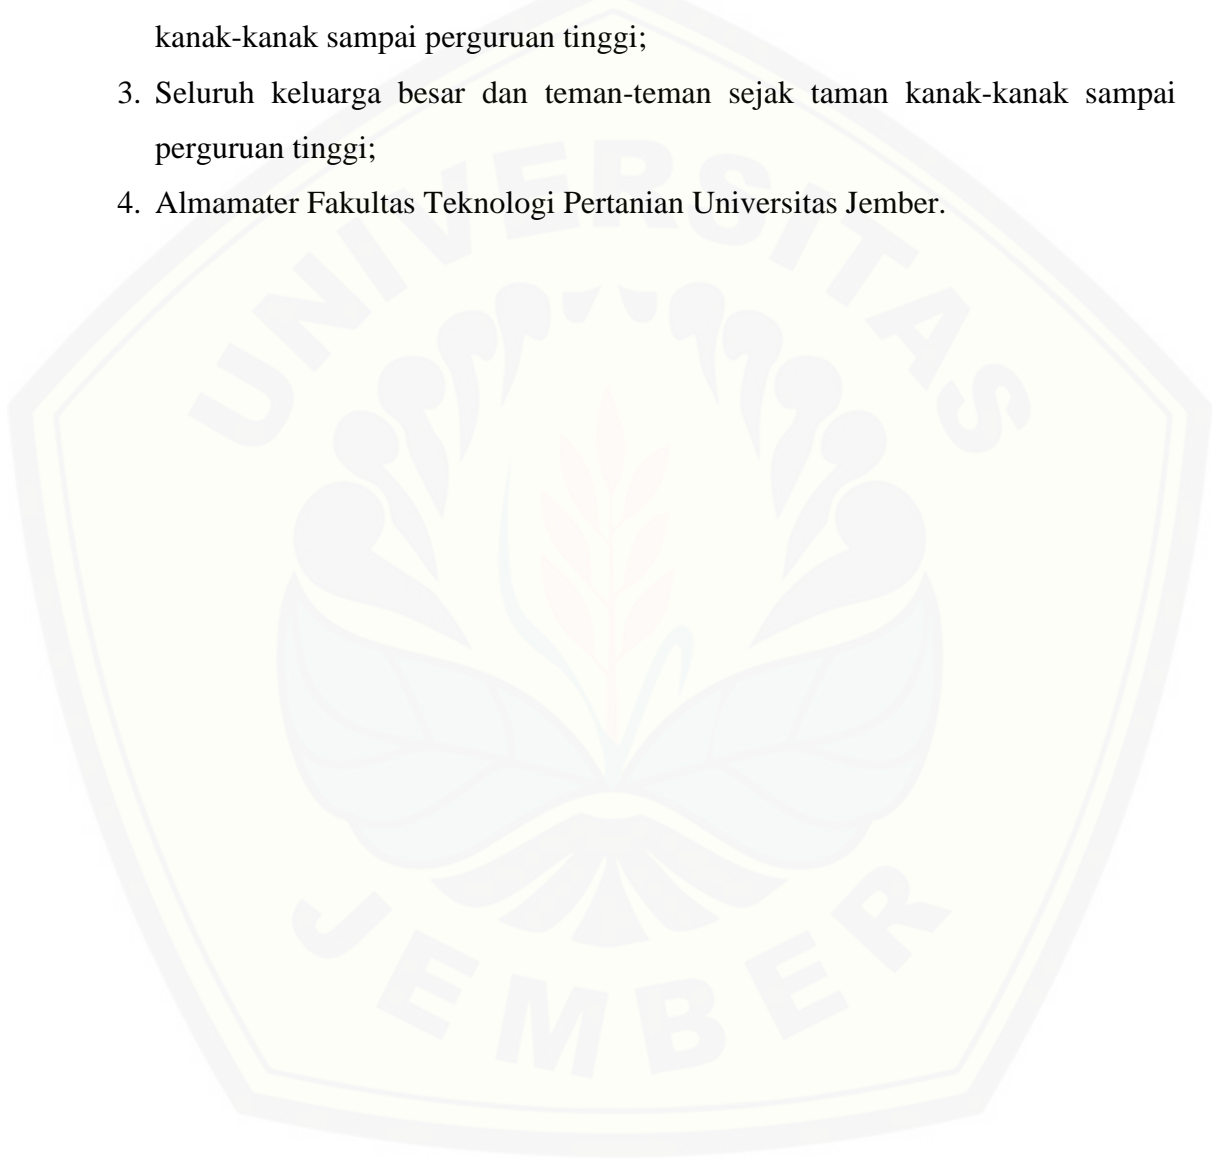 kanak-kanak sampai perguruan tinggi;
3. Seluruh keluarga besar dan teman-teman sejak taman kanak-kanak sampai
perguruan tinggi;
4. Almamater Fakultas Teknologi Pertanian Universitas Jember.
UNIVERSITAS
JEMBER